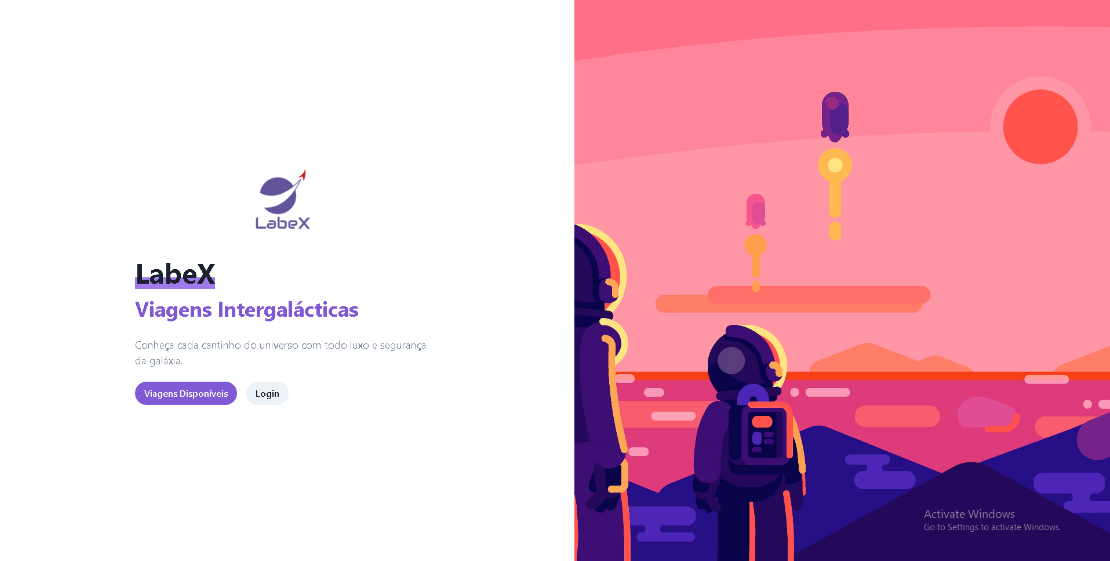 LabeX
LabeX
Viagens Intergalácticas
Conheça cada cantinho do universo com todo luxo e segurança
da galáxia.
Viagens Disponíveis
Login
Activate Windows
Go to Settings to activate Windows.